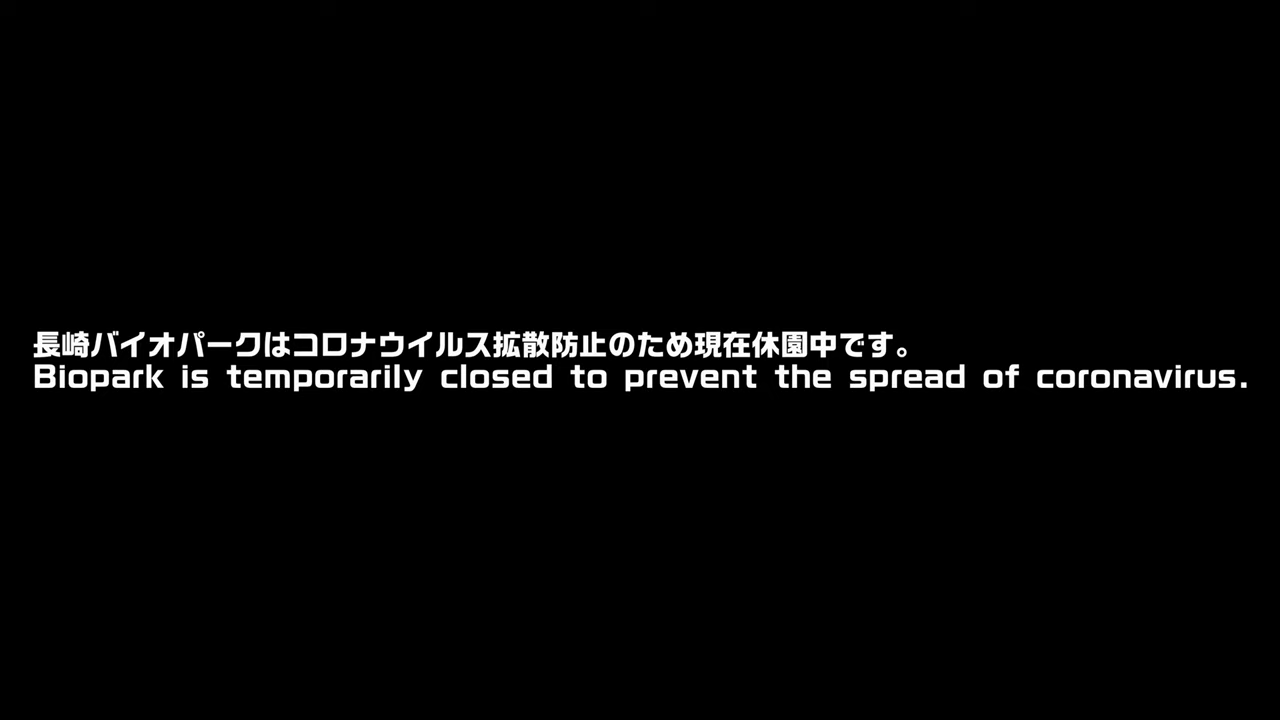 長崎バイオパークはコロナウイルス拡散防止のため現在休園中です。
Biopark is temporarily closed to prevent the spread of coronavirus.